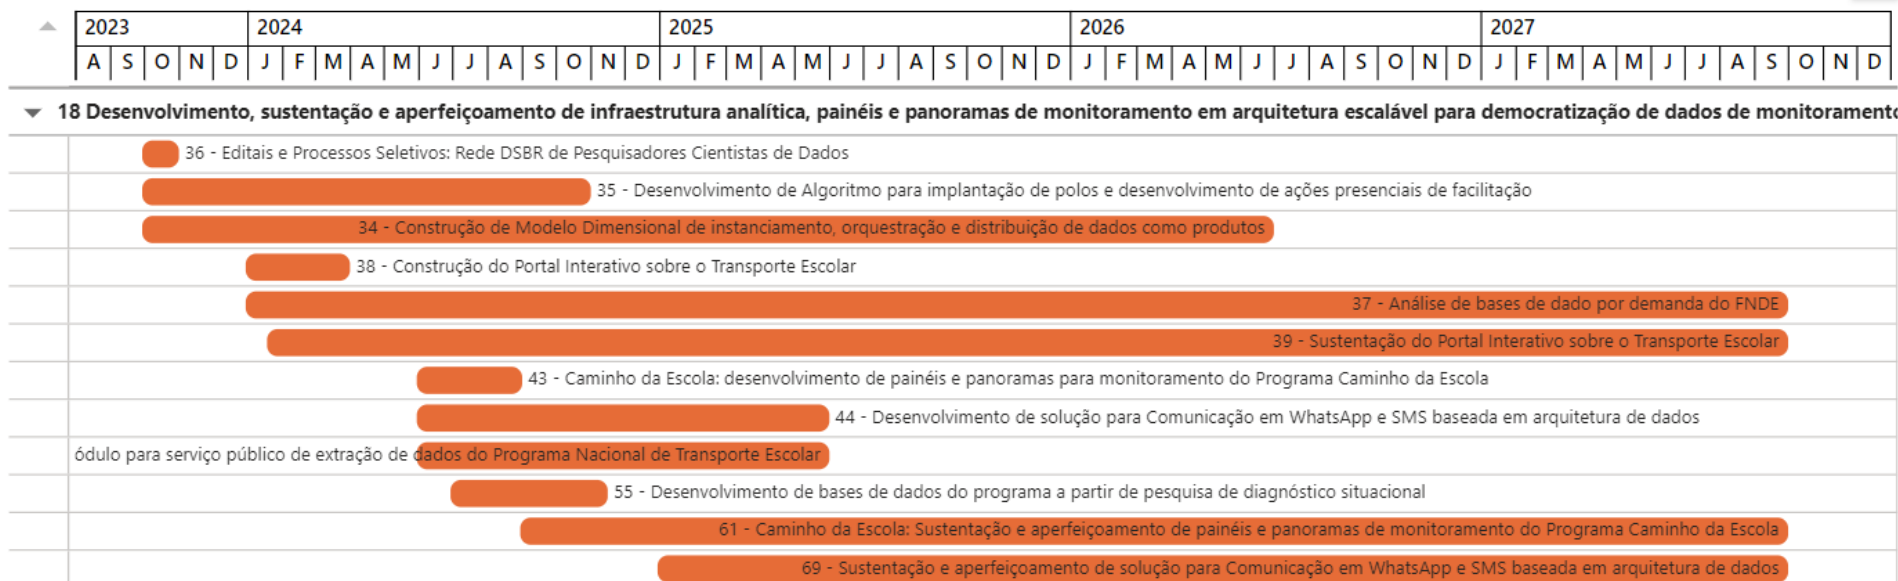 2023 2024 2025 2026 2027
A S O N D J F M A M J J A S O N D J F M A M J J A S O N D J F M A M J J A S O N D J F M A M J J A S O N D
18 Desenvolvimento, sustentação e aperfeiçoamento de infraestrutura analítica, painéis e panoramas de monitoramento em arquitetura escalável para democratização de dados de monitoramento
36 - Editais e Processos Seletivos: Rede DSBR de Pesquisadores Cientistas de Dados
35 - Desenvolvimento de Algoritmo para implantação de polos e desenvolvimento de ações presenciais de facilitação
34 - Construção de Modelo Dimensional de instanciamento, orquestração e distribuição de dados como produtos
38 - Construção do Portal Interativo sobre o Transporte Escolar
37 - Análise de bases de dado por demanda do FNDE
39 - Sustentação do Portal Interativo sobre o Transporte Escolar
43 - Caminho da Escola: desenvolvimento de painéis e panoramas para monitoramento do Programa Caminho da Escola
44 - Desenvolvimento de solução para Comunicação em WhatsApp e SMS baseada em arquitetura de dados
ódulo para serviço público de extração de dados do Programa Nacional de Transporte Escolar
55 - Desenvolvimento de bases de dados do programa a partir de pesquisa de diagnóstico situacional
61 - Caminho da Escola: Sustentação e aperfeiçoamento de painéis e panoramas de monitoramento do Programa Caminho da Escola
69 - Sustentação e aperfeiçoamento de solução para Comunicação em WhatsApp e SMS baseada em arquitetura de dados